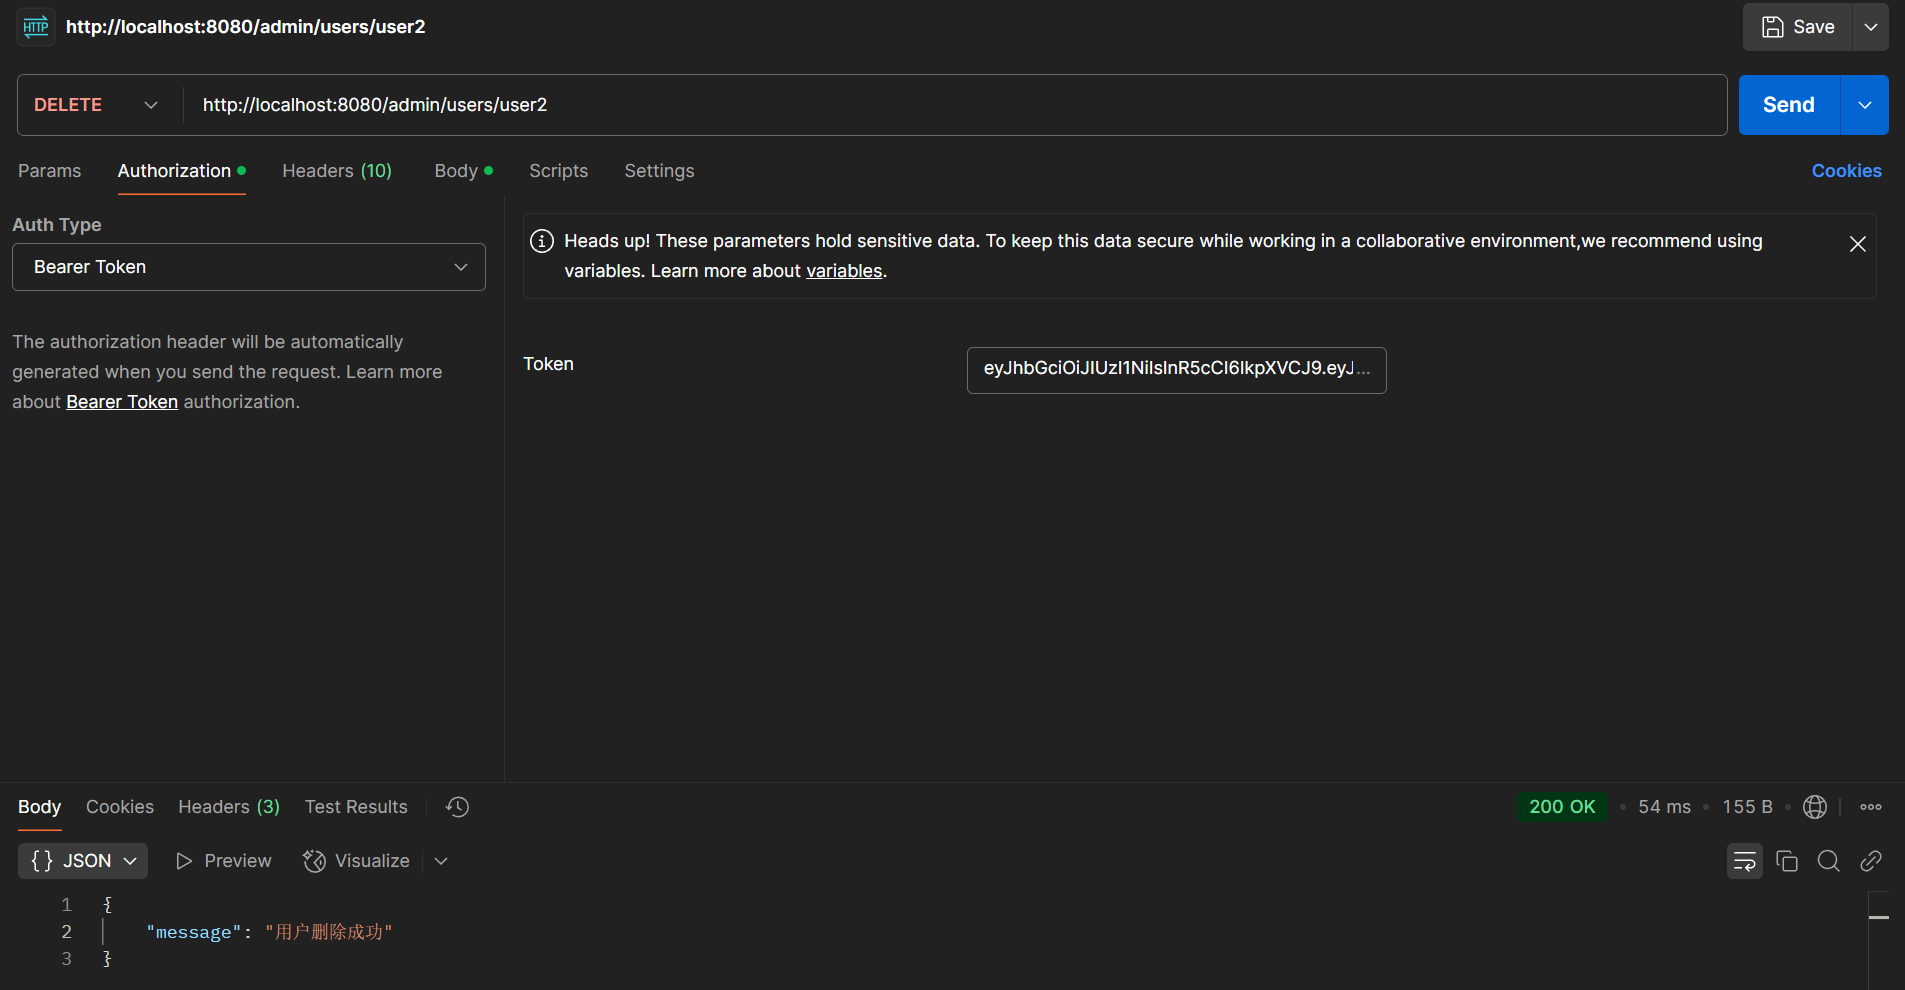 HTTP http://localhost:8080/admin/users/user2
Save
DELETE http://localhost:8080/admin/users/user2
Send
Params Authorization Headers (10) Body Scripts Settings
Cookies
Auth Type
Bearer Token
The authorization header will be automatically
generated when you send the request. Learn more
about Bearer Token authorization.
Heads up! These parameters hold sensitive data. To keep this data secure while working in a collaborative environment,we recommend using
variables. Learn more about variables.
Token
eyJhbGciOiJIUzI1NiIsInR5cCI6IkpXVCJ9.eyJ...
Body Cookies Headers (3) Test Results
200 OK • 54 ms • 155 B •
{} JSON Preview Visualize
1 {
2 "message": "用户删除成功"
3 }